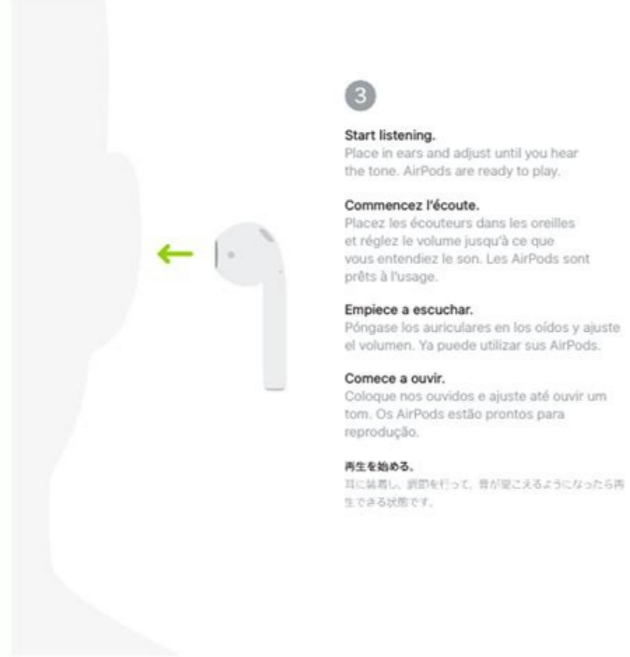 3
Start listening.
Place in ears and adjust until you hear
the tone. AirPods are ready to play.
Commencez l'écoute.
Placez les écouteurs dans les oreilles
et réglez le volume jusqu'à ce que
vous entendiez le son. Les AirPods sont
prêts à l'usage.
Empiece a escuchar.
Póngase los auriculares en los oídos y ajuste
el volumen. Ya puede utilizar sus AirPods.
Comece a ouvir.
Coloque nos ouvidos e ajuste até ouvir um
tom. Os AirPods estão prontos para
reprodução.
再生を始める。
耳に装着し、調節を行って、音が聞こえるようになったら再
生できる状態です。